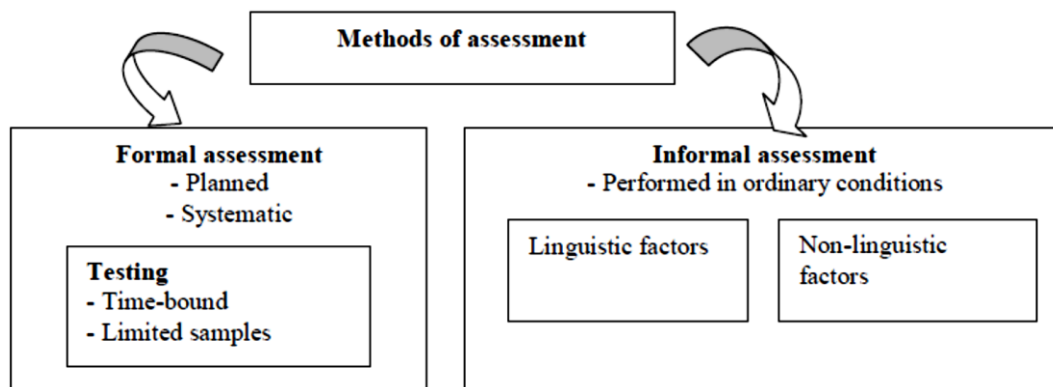 Methods of assessment
Formal assessment
- Planned
- Systematic
Testing
- Time-bound
- Limited samples
Informal assessment
- Performed in ordinary conditions
Linguistic factors
Non-linguistic
factors